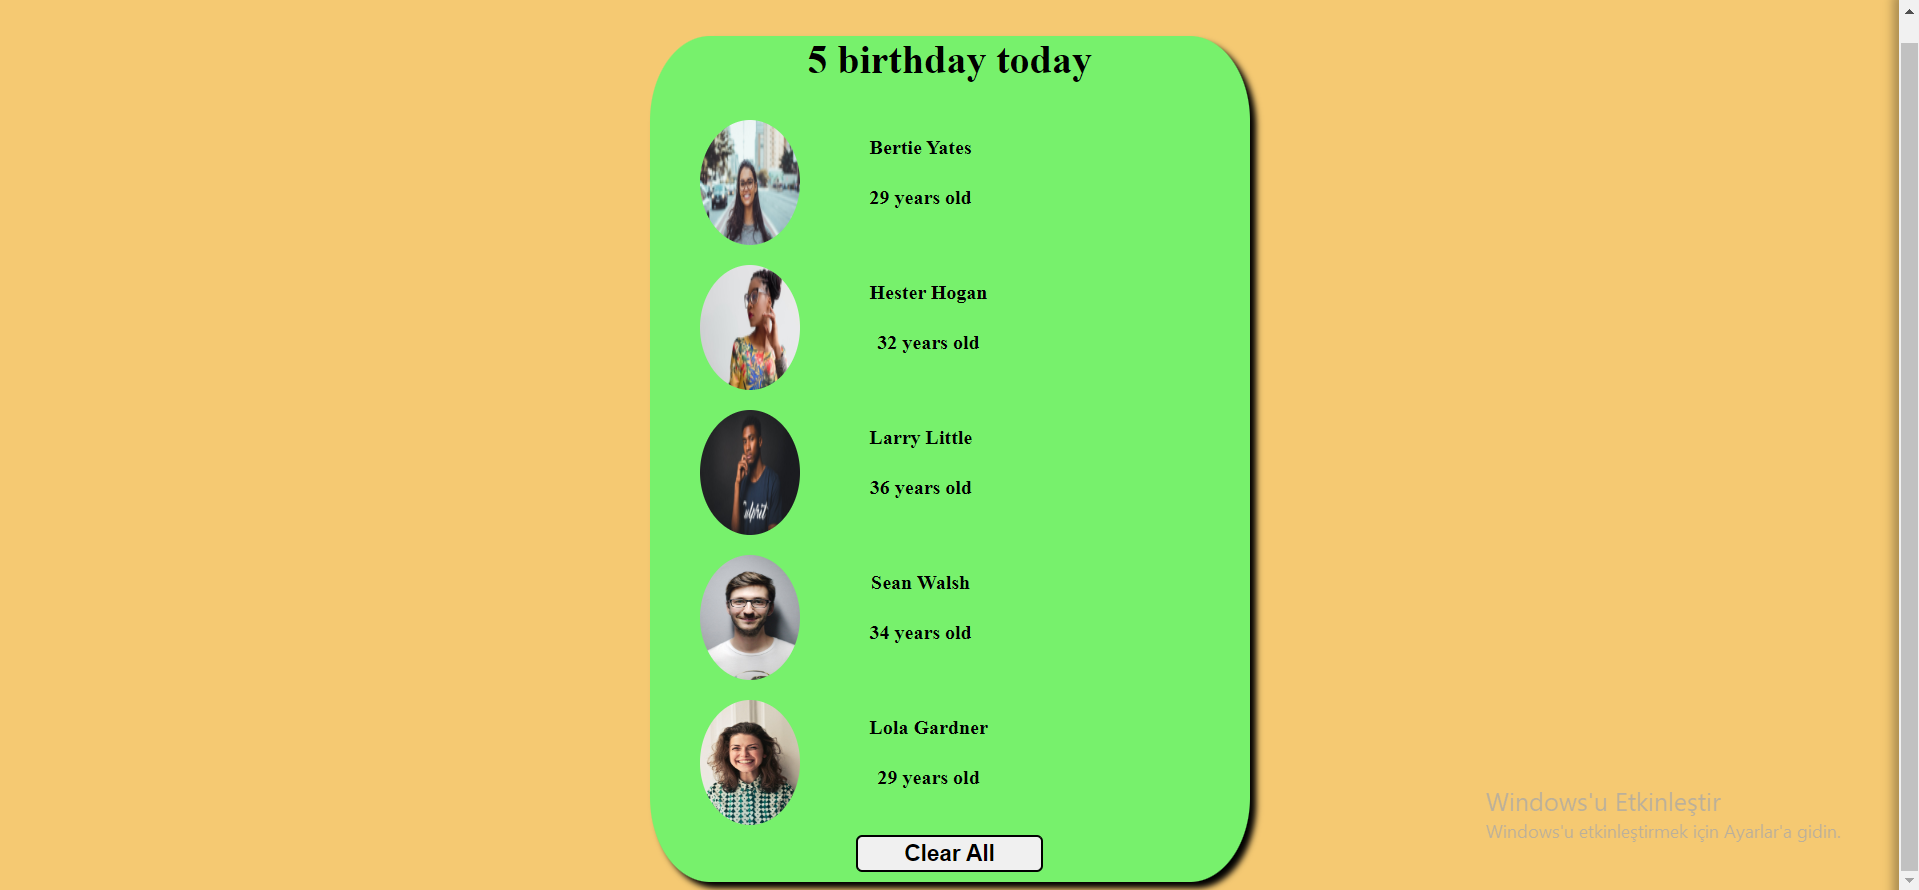 5 birthday today
Bertie Yates
29 years old
Hester Hogan
32 years old
Larry Little
36 years old
Sean Walsh
34 years old
Lola Gardner
29 years old
Clear All
Windows'u Etkinleştir
Windows'u etkinleştirmek için Ayarlar'a gidin.